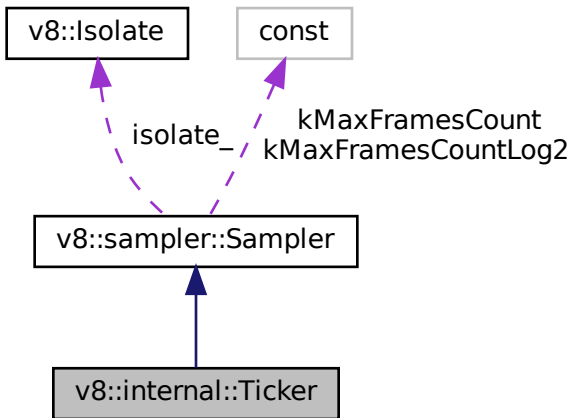 v8::Isolate
const
isolate_
kMaxFramesCount
kMaxFramesCountLog2
v8::sampler::Sampler
v8::internal::Ticker